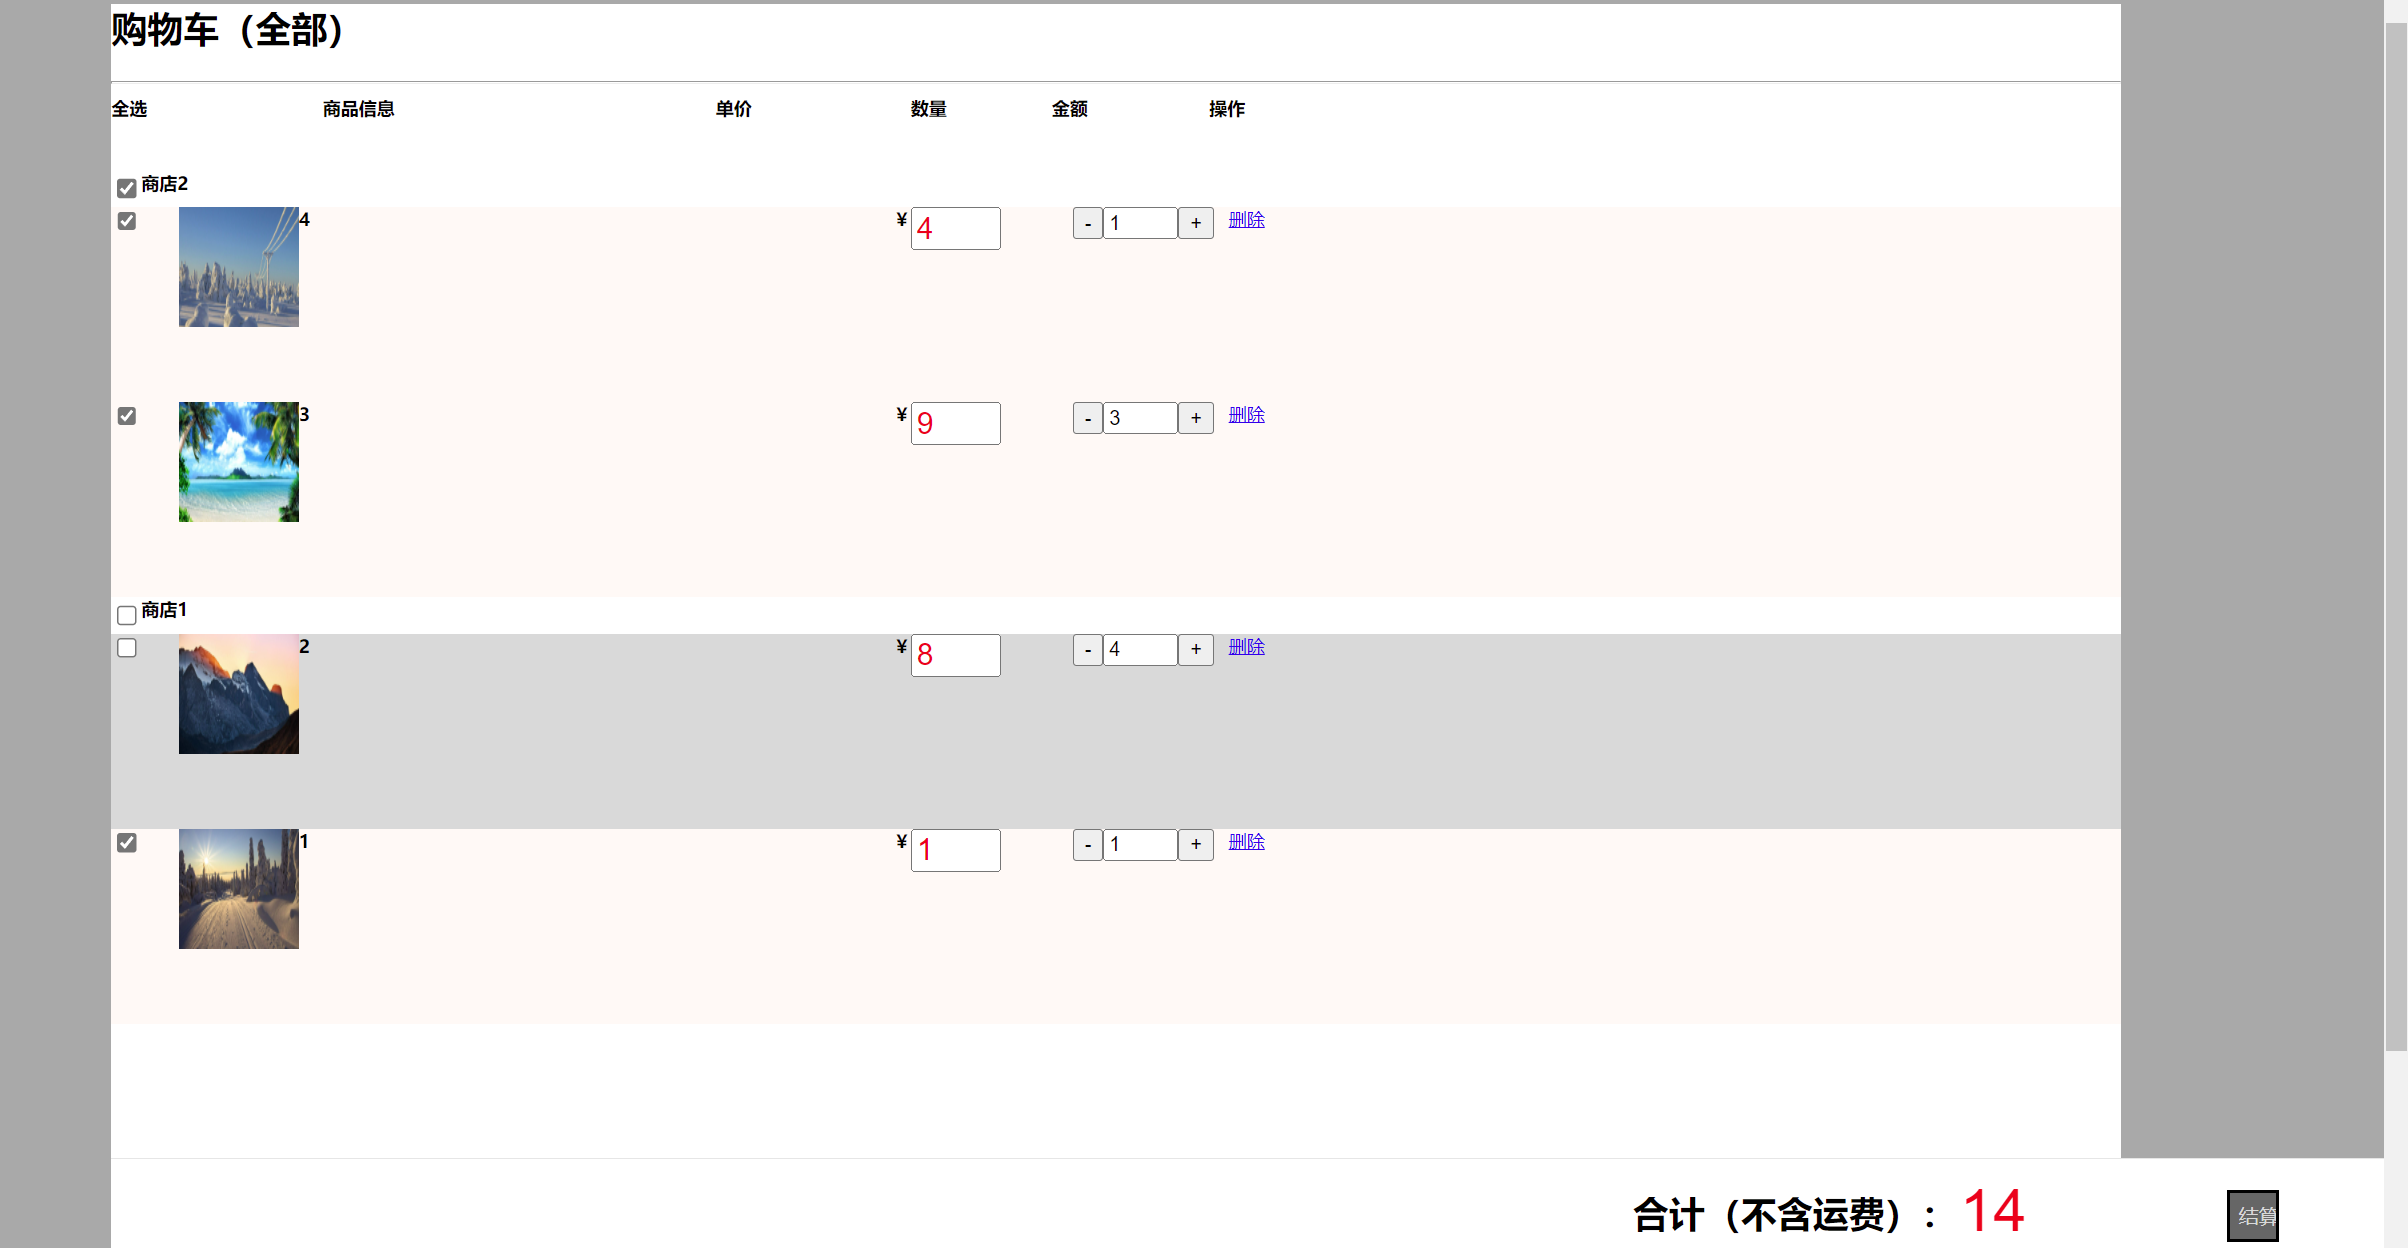 购物车（全部）
全选 商品信息 单价 数量 金额 操作
商店2
4 ¥ 4 - 1 + 删除
3 ¥ 9 - 3 + 删除
商店1
2 ¥ 8 - 4 + 删除
1 ¥ 1 - 1 + 删除
合计（不含运费）： 14 结算